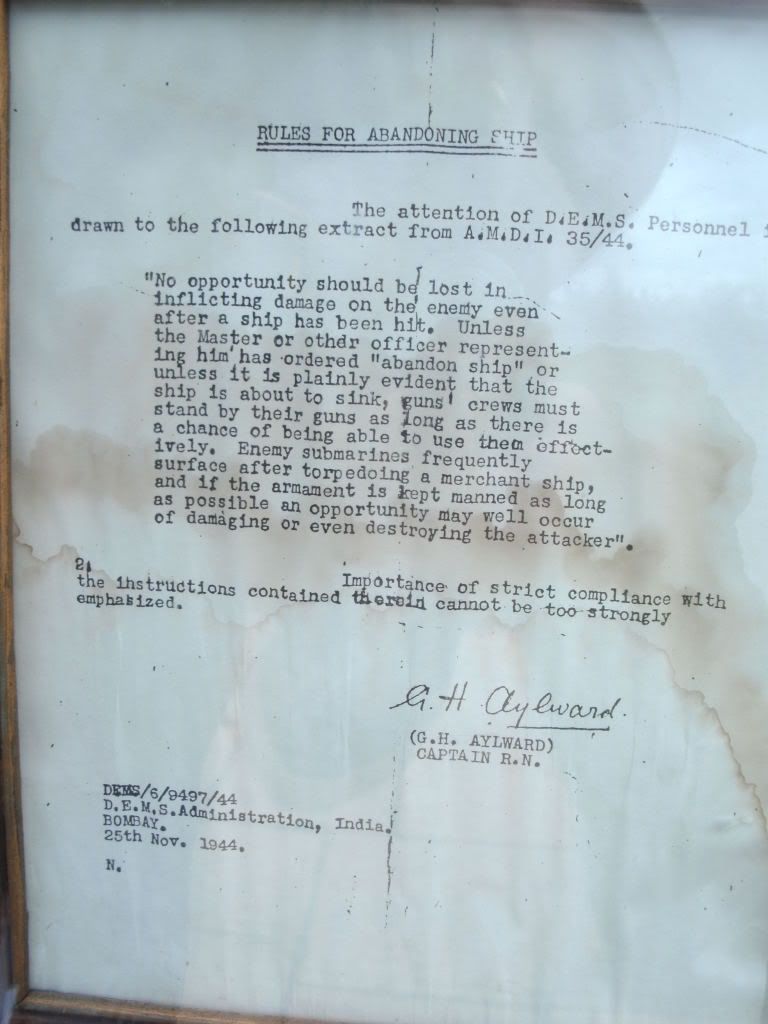 RULES FOR ABANDONING SHIP
The attention of D.E.M.S. Personnel i
drawn to the following extract from A.M.D.I. 35/44.
"No opportunity should be lost in
inflicting damage on the enemy even
after a ship has been hit. Unless
the Master or other officer represent-
ing him has ordered "abandon ship" or
unless it is plainly evident that the
ship is about to sink, guns' crews must
stand by their guns as long as there is
a chance of being able to use them effect-
ively. Enemy submarines frequently
surface after torpedoing a merchant ship,
and if the armament is kept manned as long
as possible an opportunity may well occur
of damaging or even destroying the attacker".
2.
Importance of strict compliance with
the instructions contained therein cannot be too strongly
emphasized.
G.H Aylward.
(G.H. AYLWARD)
CAPTAIN R.N.
DEMS/6/9497/44
D.E.M.S.Administration, India.
BOMBAY.
25th Nov. 1944.
N.